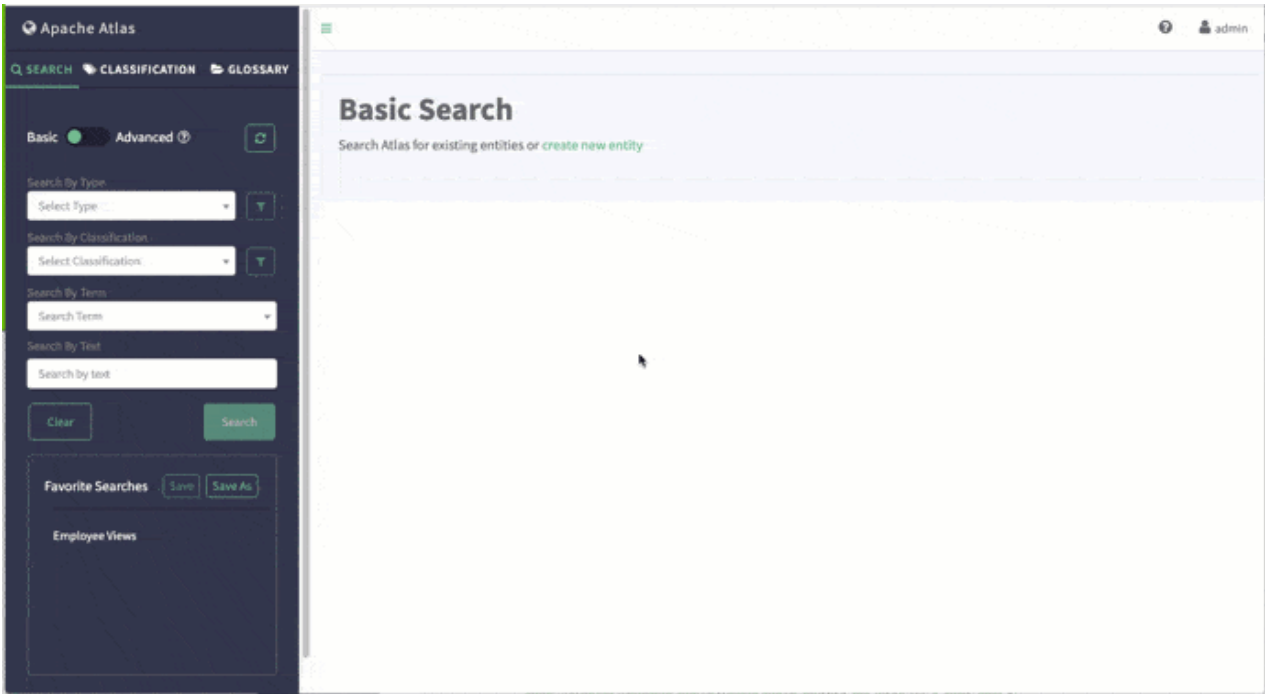 Apache Atlas
SEARCH CLASSIFICATION GLOSSARY
Basic Advanced
Search By Type
Select Type
Search By Classification
Select Classification
Search By Term
Search Term
Search By Text
Search by text
Clear Search
Favorite Searches Save Save As
Employee Views
admin
Basic Search
Search Atlas for existing entities or create new entity